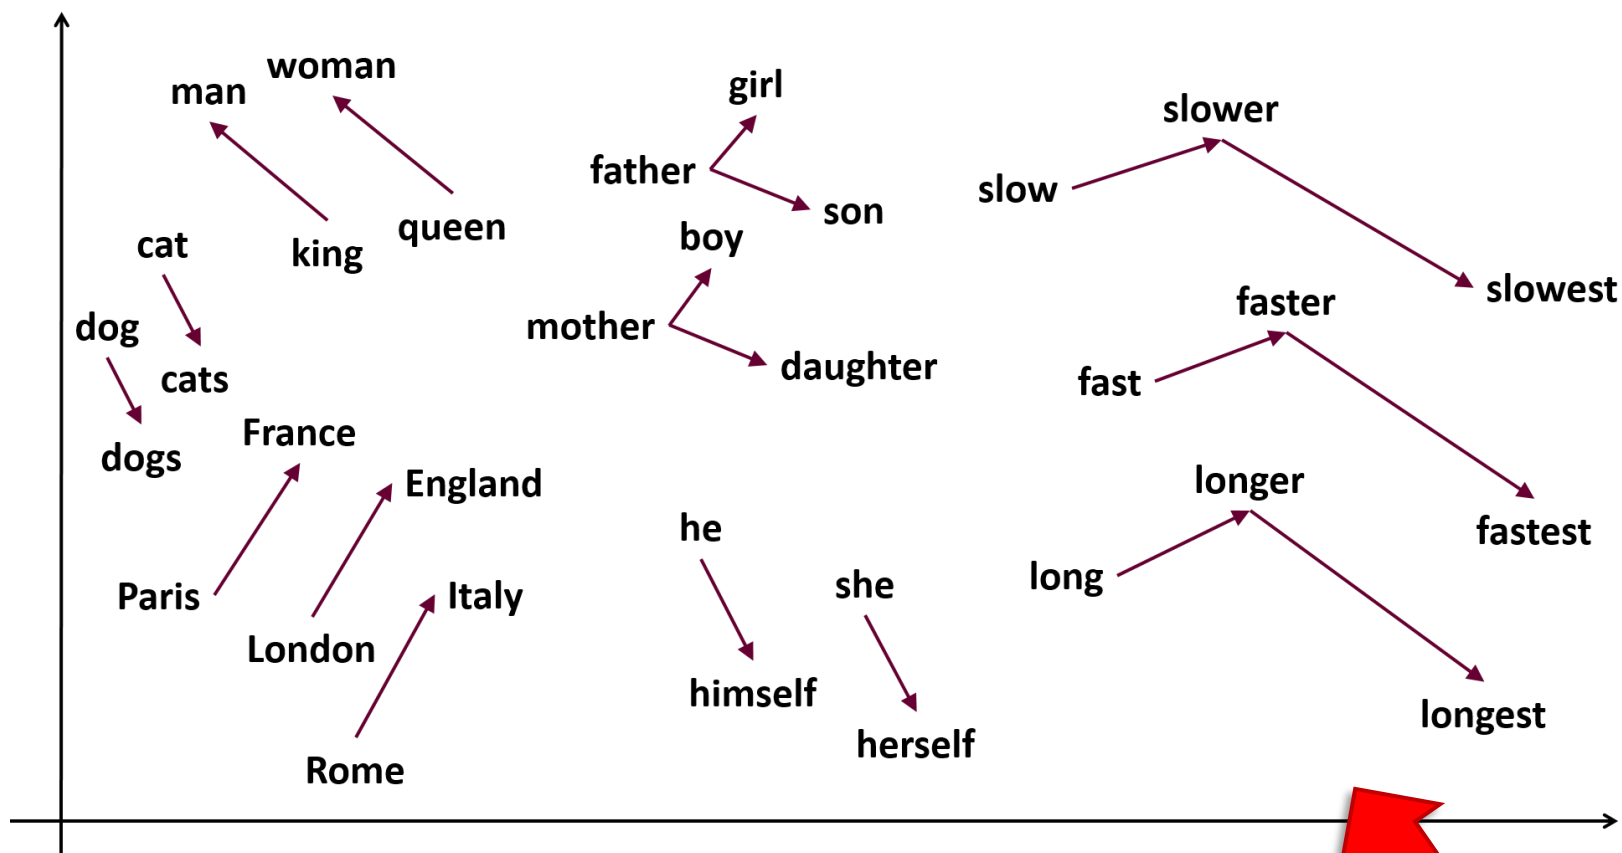 woman
man
girl
slower
father
slow
son
queen
boy
cat
king
slowest
faster
dog
mother
daughter
cats
fast
France
dogs
England
longer
he
fastest
long
she
Paris
Italy
London
himself
longest
herself
Rome